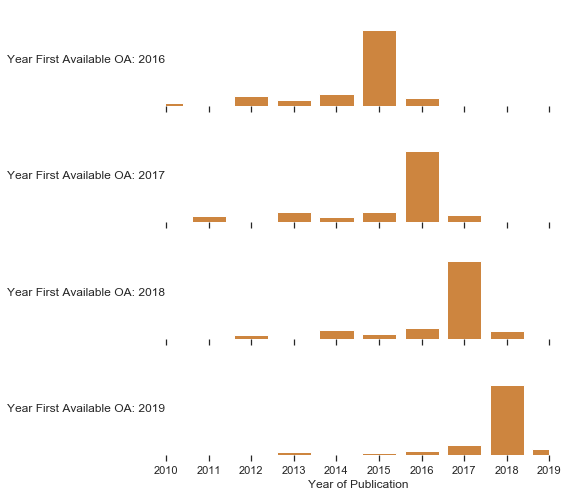 Year First Available OA: 2016
Year First Available OA: 2017
Year First Available OA: 2018
Year First Available OA: 2019
2010 2011 2012 2013 2014 2015 2016 2017 2018 2019
Year of Publication